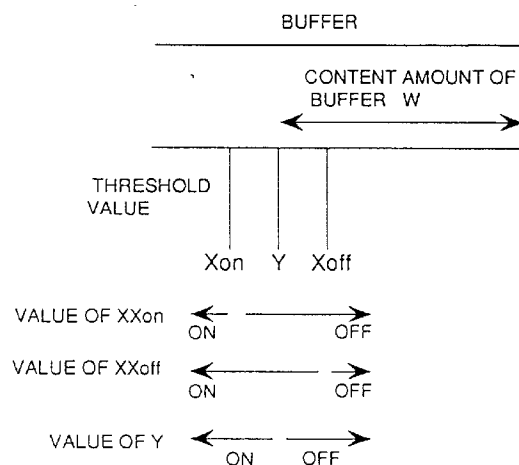 BUFFER
CONTENT AMOUNT OF
BUFFER W
THRESHOLD
VALUE
Xon Y Xoff
VALUE OF XXon
ON OFF
VALUE OF XXoff
ON OFF
VALUE OF Y
ON OFF